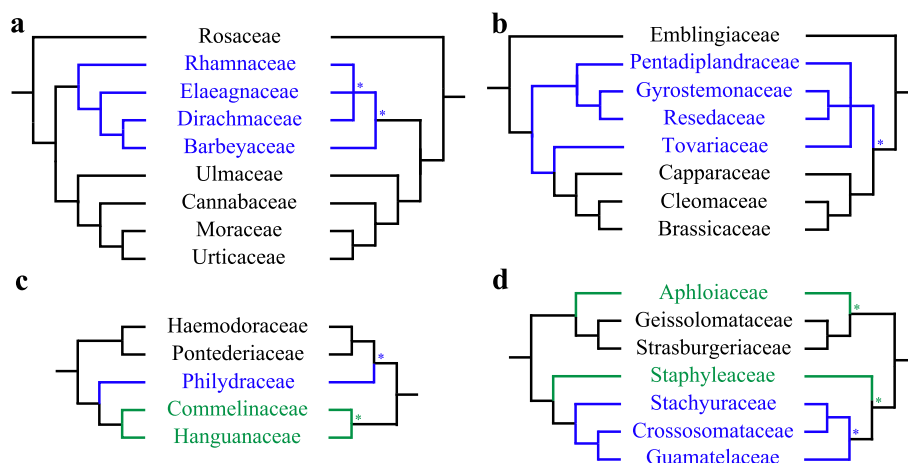 a
Rosaceae
Rhamnaceae
*
Elaeagnaceae
*
Dirachmaceae
Barbeyaceae
Ulmaceae
Cannabaceae
Moraceae
Urticaceae
b
Emblingiaceae
Pentadiplandraceae
Gyrostemonaceae
Resedaceae
Tovariaceae
*
Capparaceae
Cleomaceae
Brassicaceae
c
Haemodoraceae
Pontederiaceae
*
Philydraceae
Commelinaceae
*
Hanguanaceae
d
Aphloiaceae
*
Geissolomataceae
Strasburgeriaceae
Staphyleaceae
*
Stachyuraceae
Crossosomataceae
*
Guamatelaceae